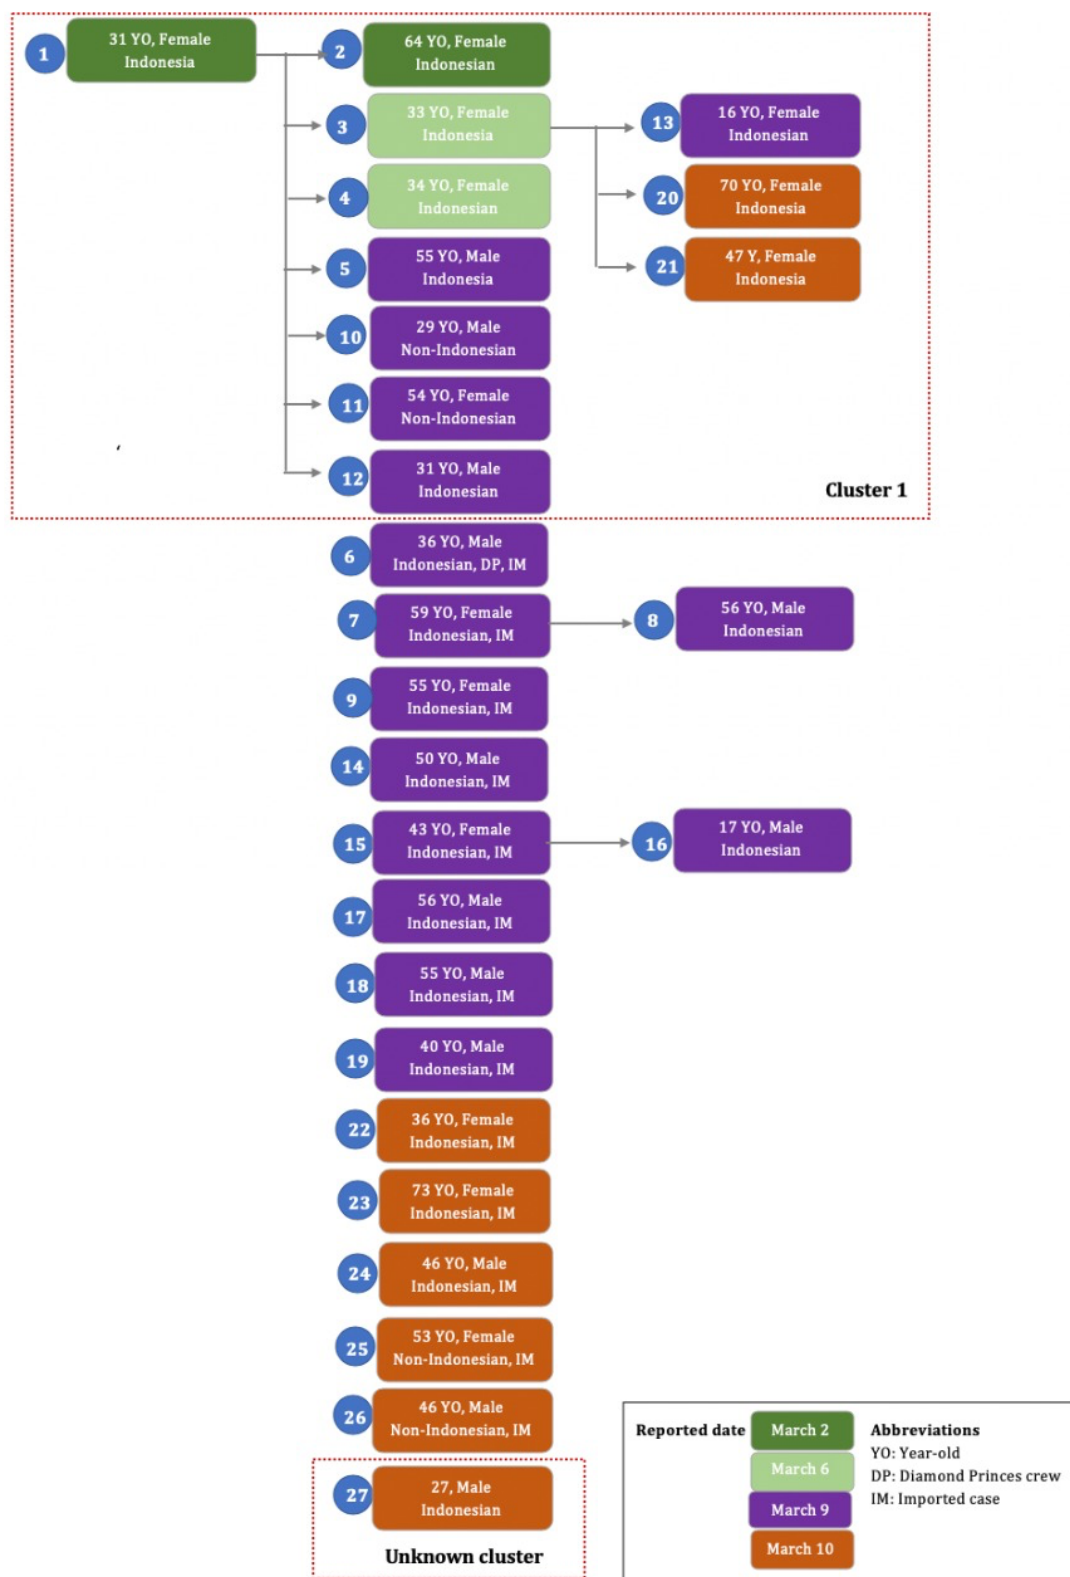 1
31 YO, Female
Indonesia
2
64 YO, Female
Indonesian
3
33 YO, Female
Indonesia
13
16 YO, Female
Indonesian
4
34 YO, Female
Indonesian
20
70 YO, Female
Indonesia
5
55 YO, Male
Indonesia
21
47 Y, Female
Indonesia
10
29 YO, Male
Non-Indonesian
11
54 YO, Female
Non-Indonesian
12
31 YO, Male
Indonesian
Cluster 1
6
36 YO, Male
Indonesian, DP, IM
7
59 YO, Female
Indonesian, IM
8
56 YO, Male
Indonesian
9
55 YO, Female
Indonesian, IM
14
50 YO, Male
Indonesian, IM
15
43 YO, Female
Indonesian, IM
16
17 YO, Male
Indonesian
17
56 YO, Male
Indonesian, IM
18
55 YO, Male
Indonesian, IM
19
40 YO, Male
Indonesian, IM
22
36 YO, Female
Indonesian, IM
23
73 YO, Female
Indonesian, IM
24
46 YO, Male
Indonesian, IM
25
53 YO, Female
Non-Indonesian, IM
26
46 YO, Male
Non-Indonesian, IM
27
27, Male
Indonesian
Unknown cluster
Reported date
March 2
March 6
March 9
March 10
Abbreviations
YO: Year-old
DP: Diamond Princes crew
IM: Imported case